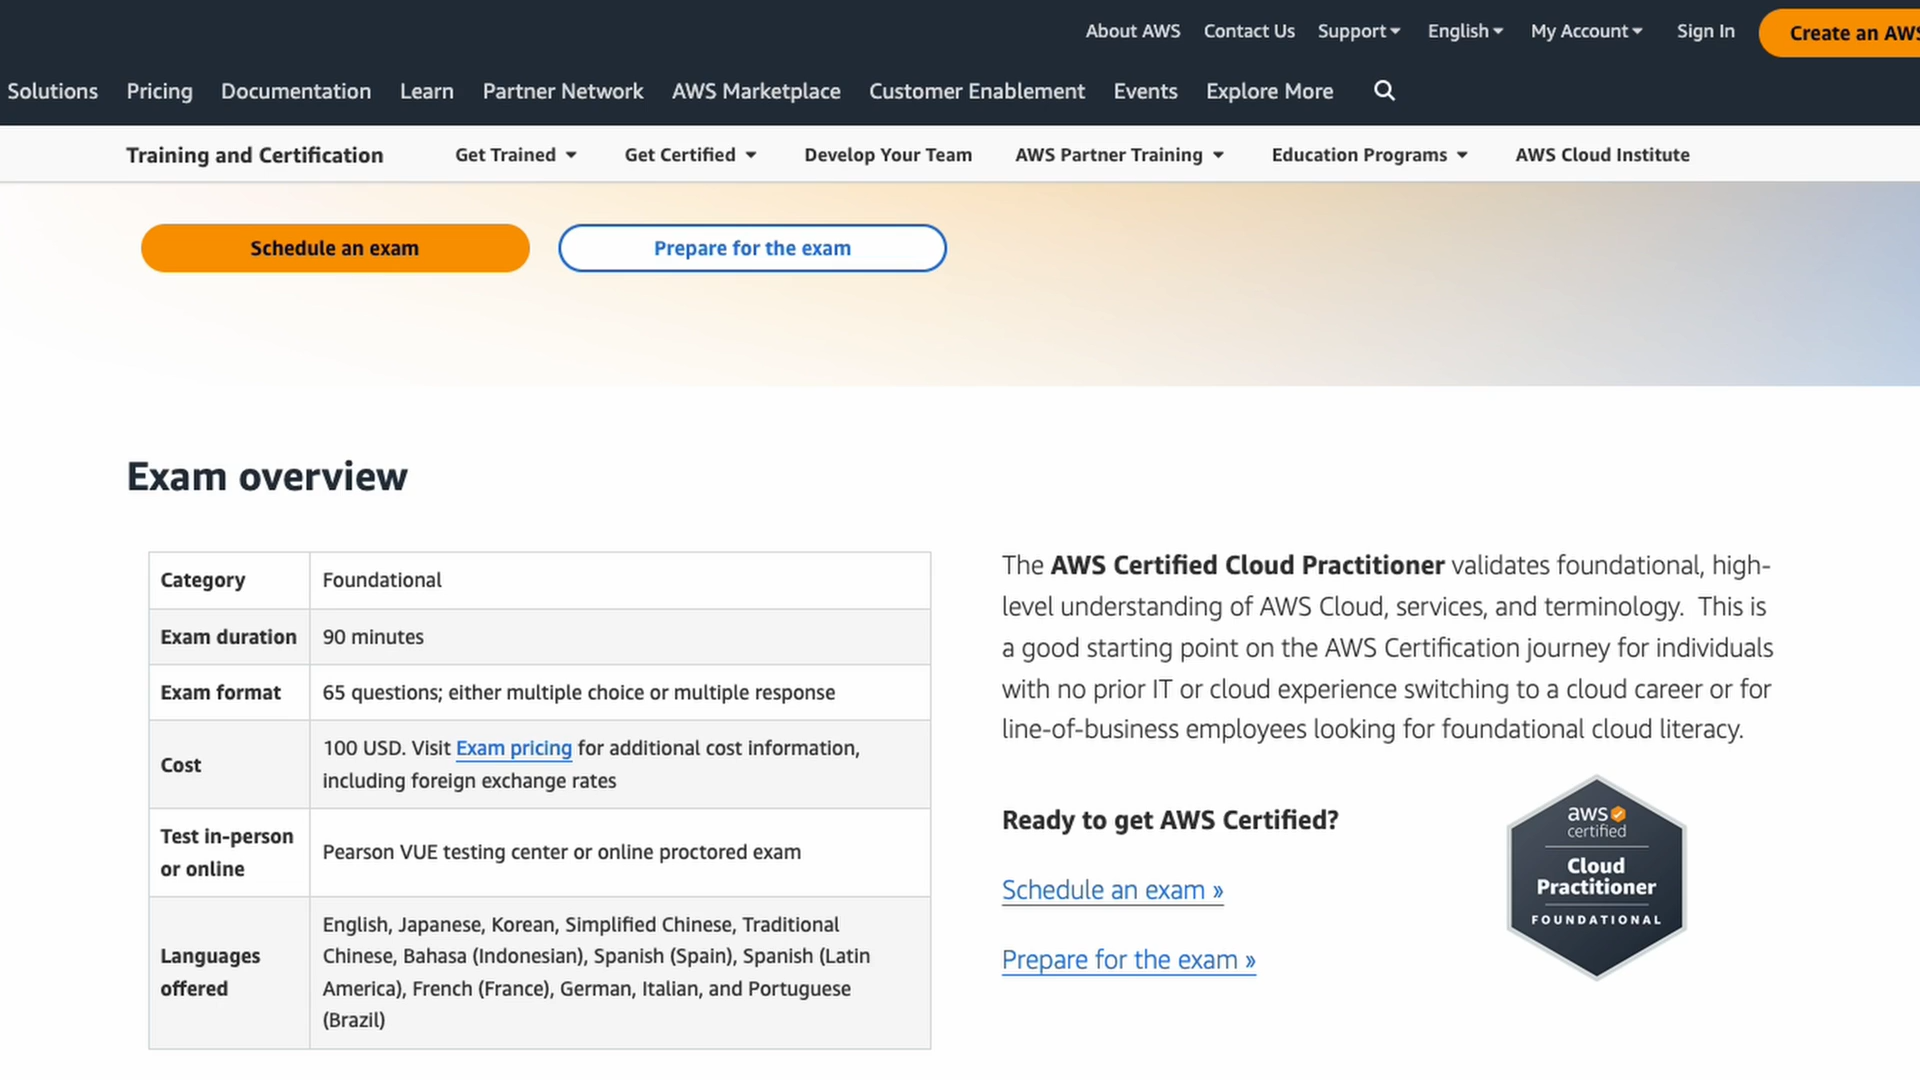 About AWS Contact Us Support English My Account Sign In Create an AWS
Solutions Pricing Documentation Learn Partner Network AWS Marketplace Customer Enablement Events Explore More
Training and Certification Get Trained Get Certified Develop Your Team AWS Partner Training Education Programs AWS Cloud Institute
Schedule an exam Prepare for the exam
Exam overview
Category Foundational
Exam duration 90 minutes
Exam format 65 questions; either multiple choice or multiple response
Cost 100 USD. Visit Exam pricing for additional cost information,
including foreign exchange rates
Test in-person
or online
Pearson VUE testing center or online proctored exam
Languages
offered
English, Japanese, Korean, Simplified Chinese, Traditional
Chinese, Bahasa (Indonesian), Spanish (Spain), Spanish (Latin
America), French (France), German, Italian, and Portuguese
(Brazil)
The AWS Certified Cloud Practitioner validates foundational, high-
level understanding of AWS Cloud, services, and terminology. This is
a good starting point on the AWS Certification journey for individuals
with no prior IT or cloud experience switching to a cloud career or for
line-of-business employees looking for foundational cloud literacy.
Ready to get AWS Certified?
Schedule an exam »
Prepare for the exam »
aws
certified
Cloud
Practitioner
FOUNDATIONAL